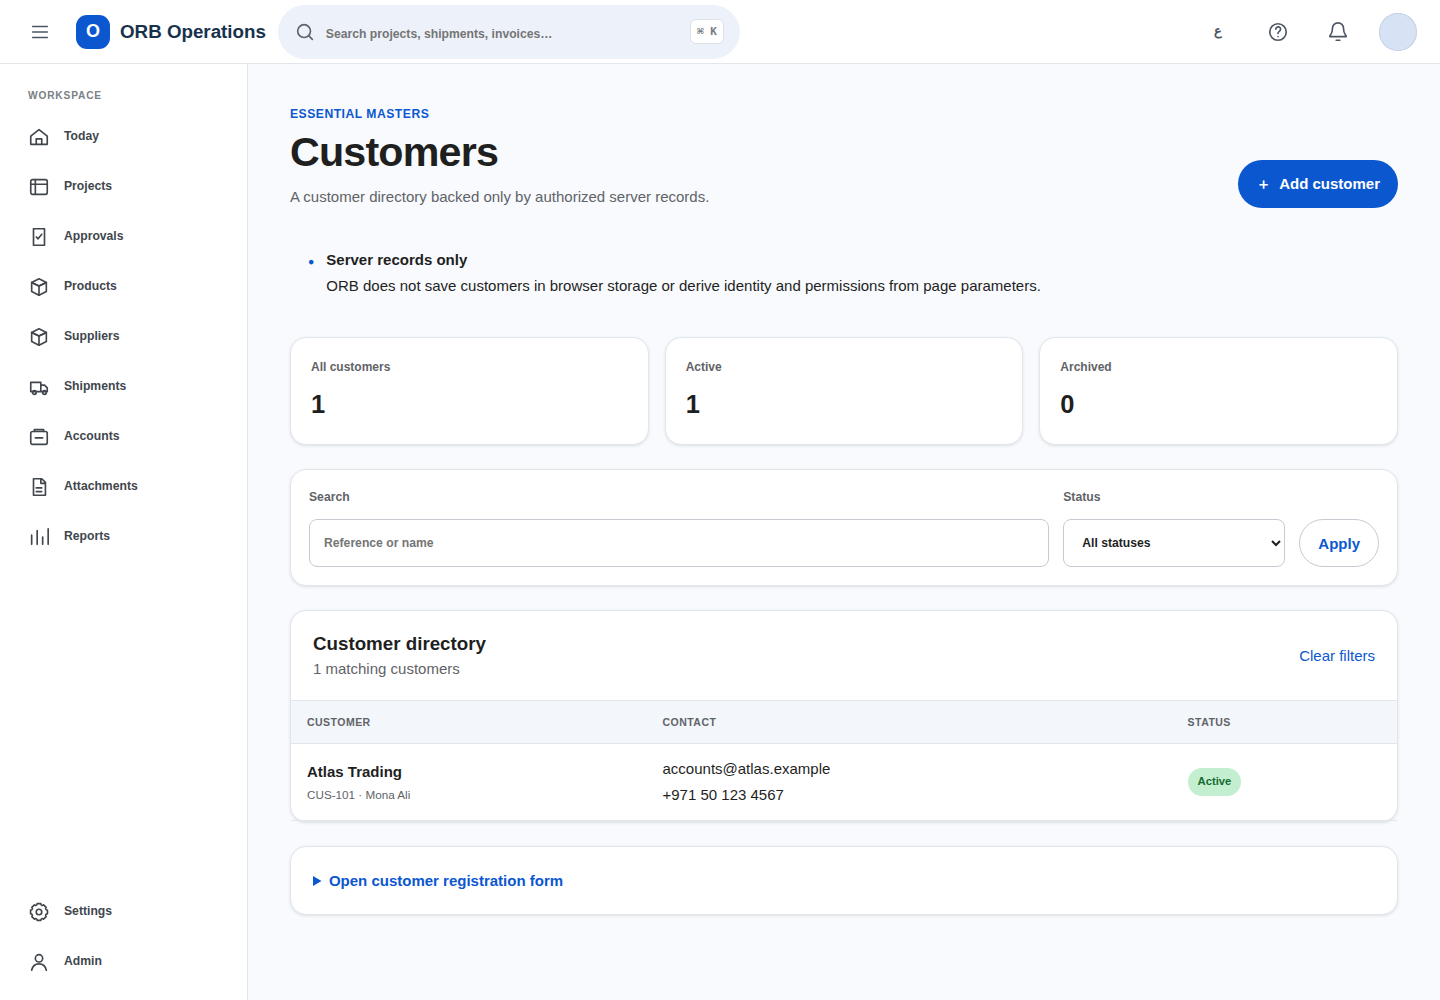 O ORB Operations
Search projects, shipments, invoices…
⌘ K
ع
WORKSPACE
Today
Projects
Approvals
Products
Suppliers
Shipments
Accounts
Attachments
Reports
Settings
Admin
ESSENTIAL MASTERS
Customers
A customer directory backed only by authorized server records.
+ Add customer
Server records only
ORB does not save customers in browser storage or derive identity and permissions from page parameters.
All customers
1
Active
1
Archived
0
Search
Reference or name
Status
All statuses
Apply
Customer directory
1 matching customers
Clear filters
CUSTOMER CONTACT STATUS
Atlas Trading
CUS-101 · Mona Ali
accounts@atlas.example
+971 50 123 4567
Active
Open customer registration form